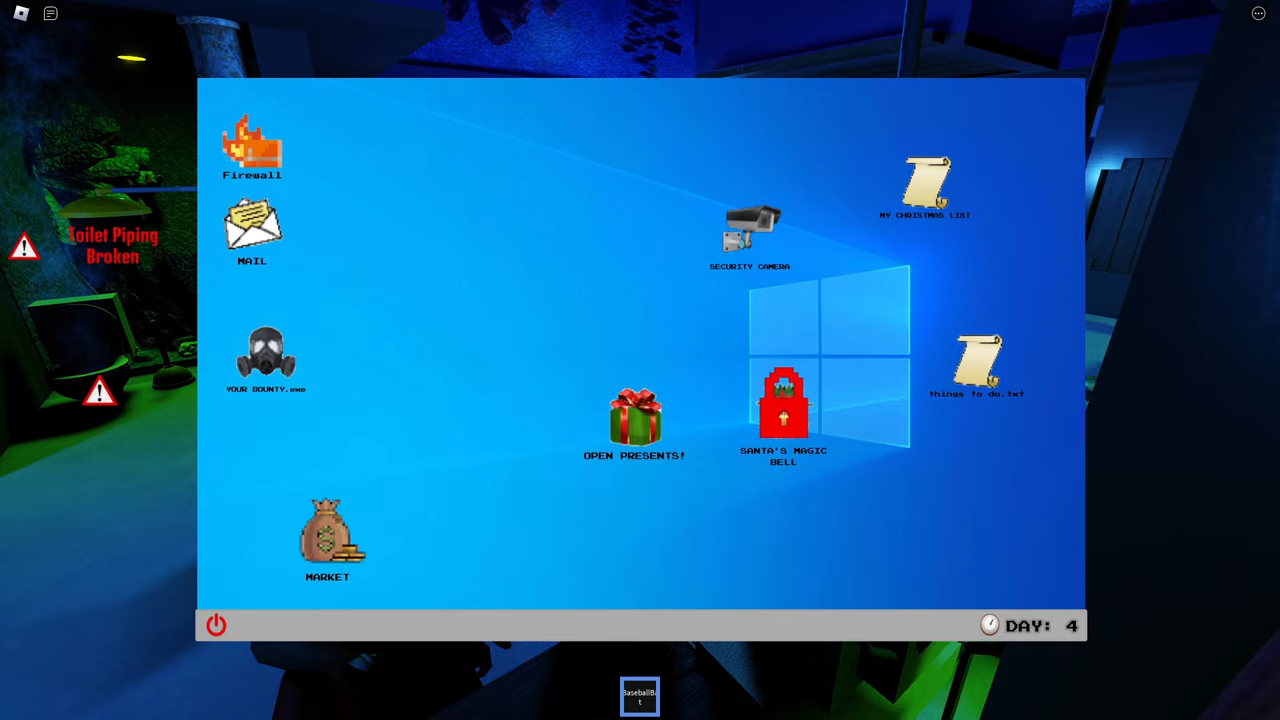 Firewall
MAIL
Toilet Piping
Broken
MY CHRISTMAS LIST
SECURITY CAMERA
YOUR BOUNTY.exe
things to do.txt
OPEN PRESENTS!
SANTA'S MAGIC
BELL
$
MARKET
DAY: 4
BaseballBa
t